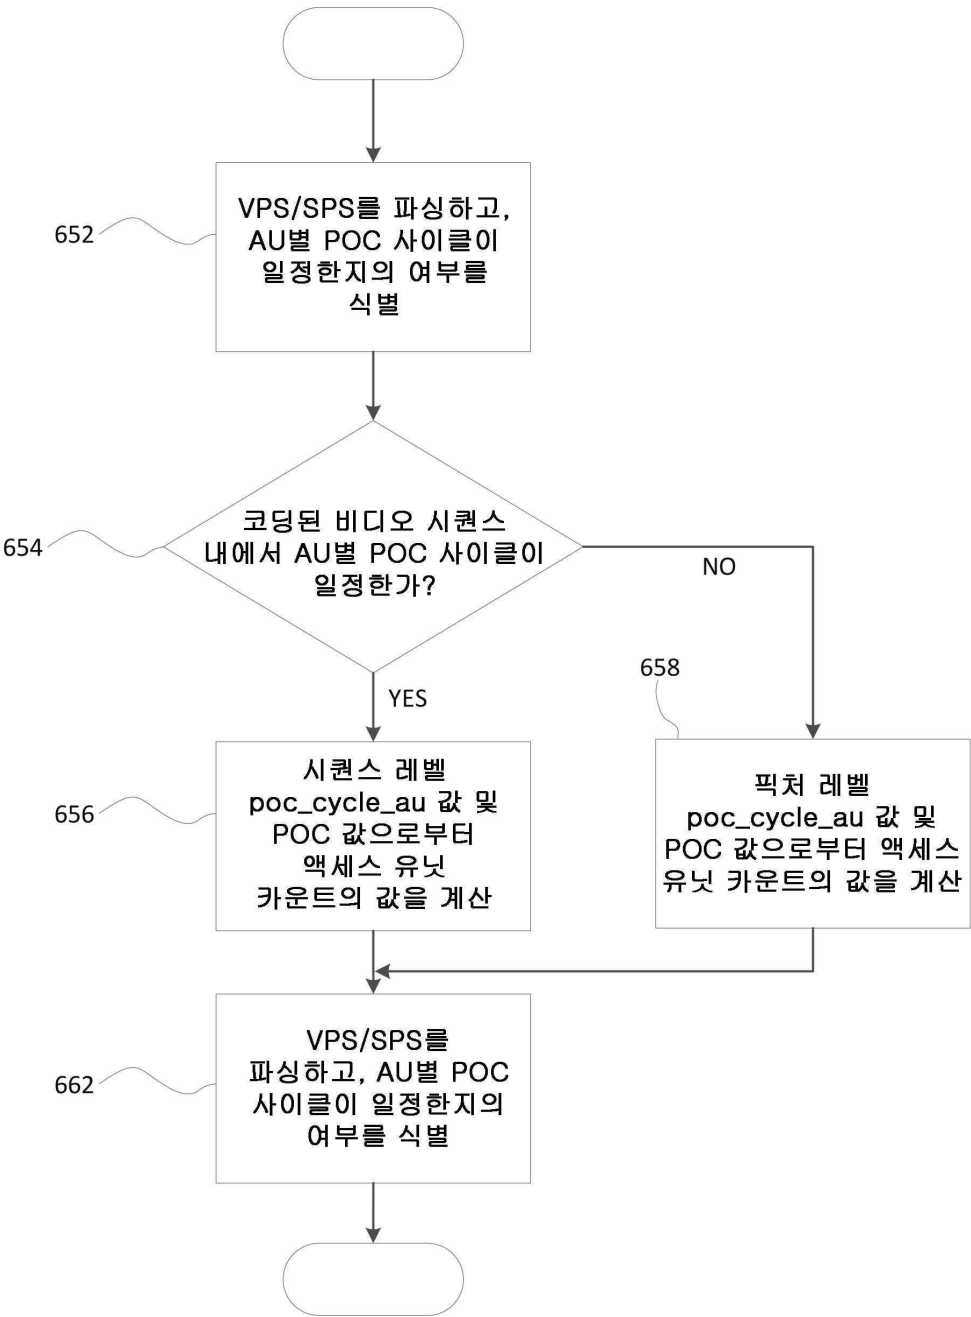 652
VPS/SPS를 파싱하고,
AU별 POC 사이클이
일정한지의 여부를
식별
654
코딩된 비디오 시퀀스
내에서 AU별 POC 사이클이
일정한가?
NO
YES
658
656
시퀀스 레벨
poc_cycle_au 값 및
POC 값으로부터
액세스 유닛
카운트의 값을 계산
픽처 레벨
poc_cycle_au 값 및
POC 값으로부터 액세스
유닛 카운트의 값을 계산
662
VPS/SPS를
파싱하고, AU별 POC
사이클이 일정한지의
여부를 식별